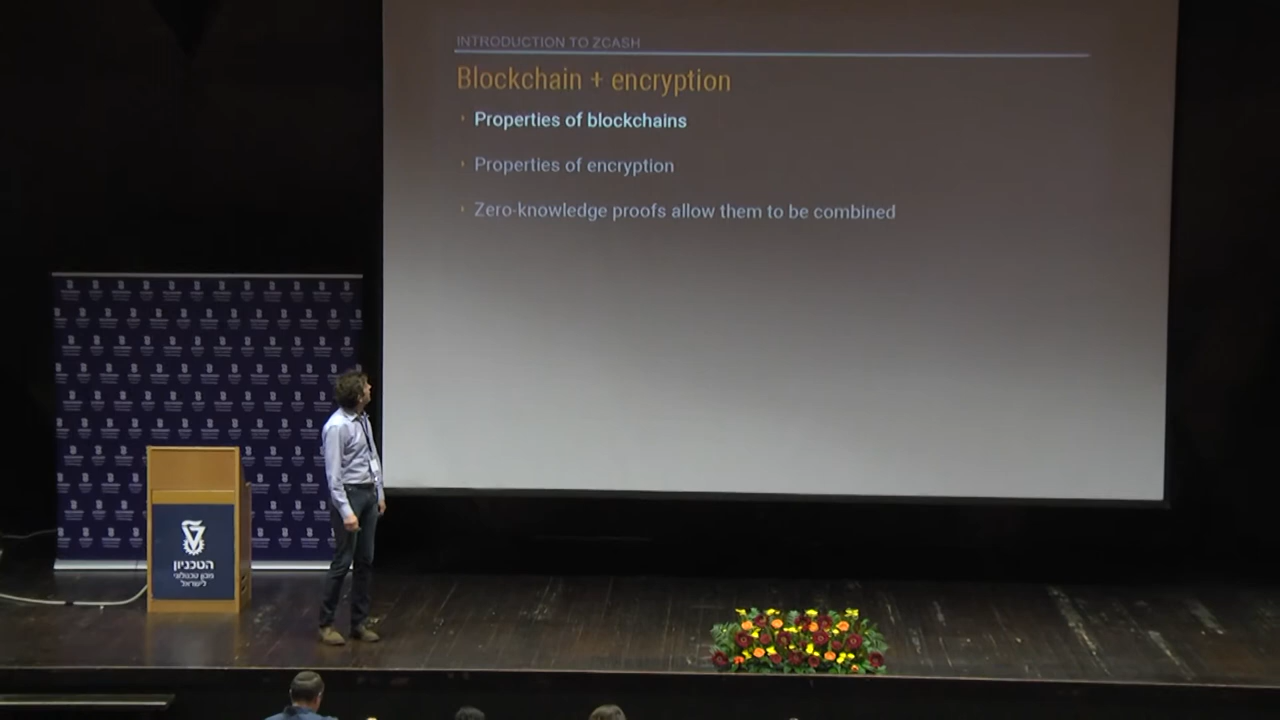 INTRODUCTION TO ZCASH
Blockchain + encryption
Properties of blockchains
Properties of encryption
Zero-knowledge proofs allow them to be combined
הטכניון
מכון טכנולוגי
לישראל